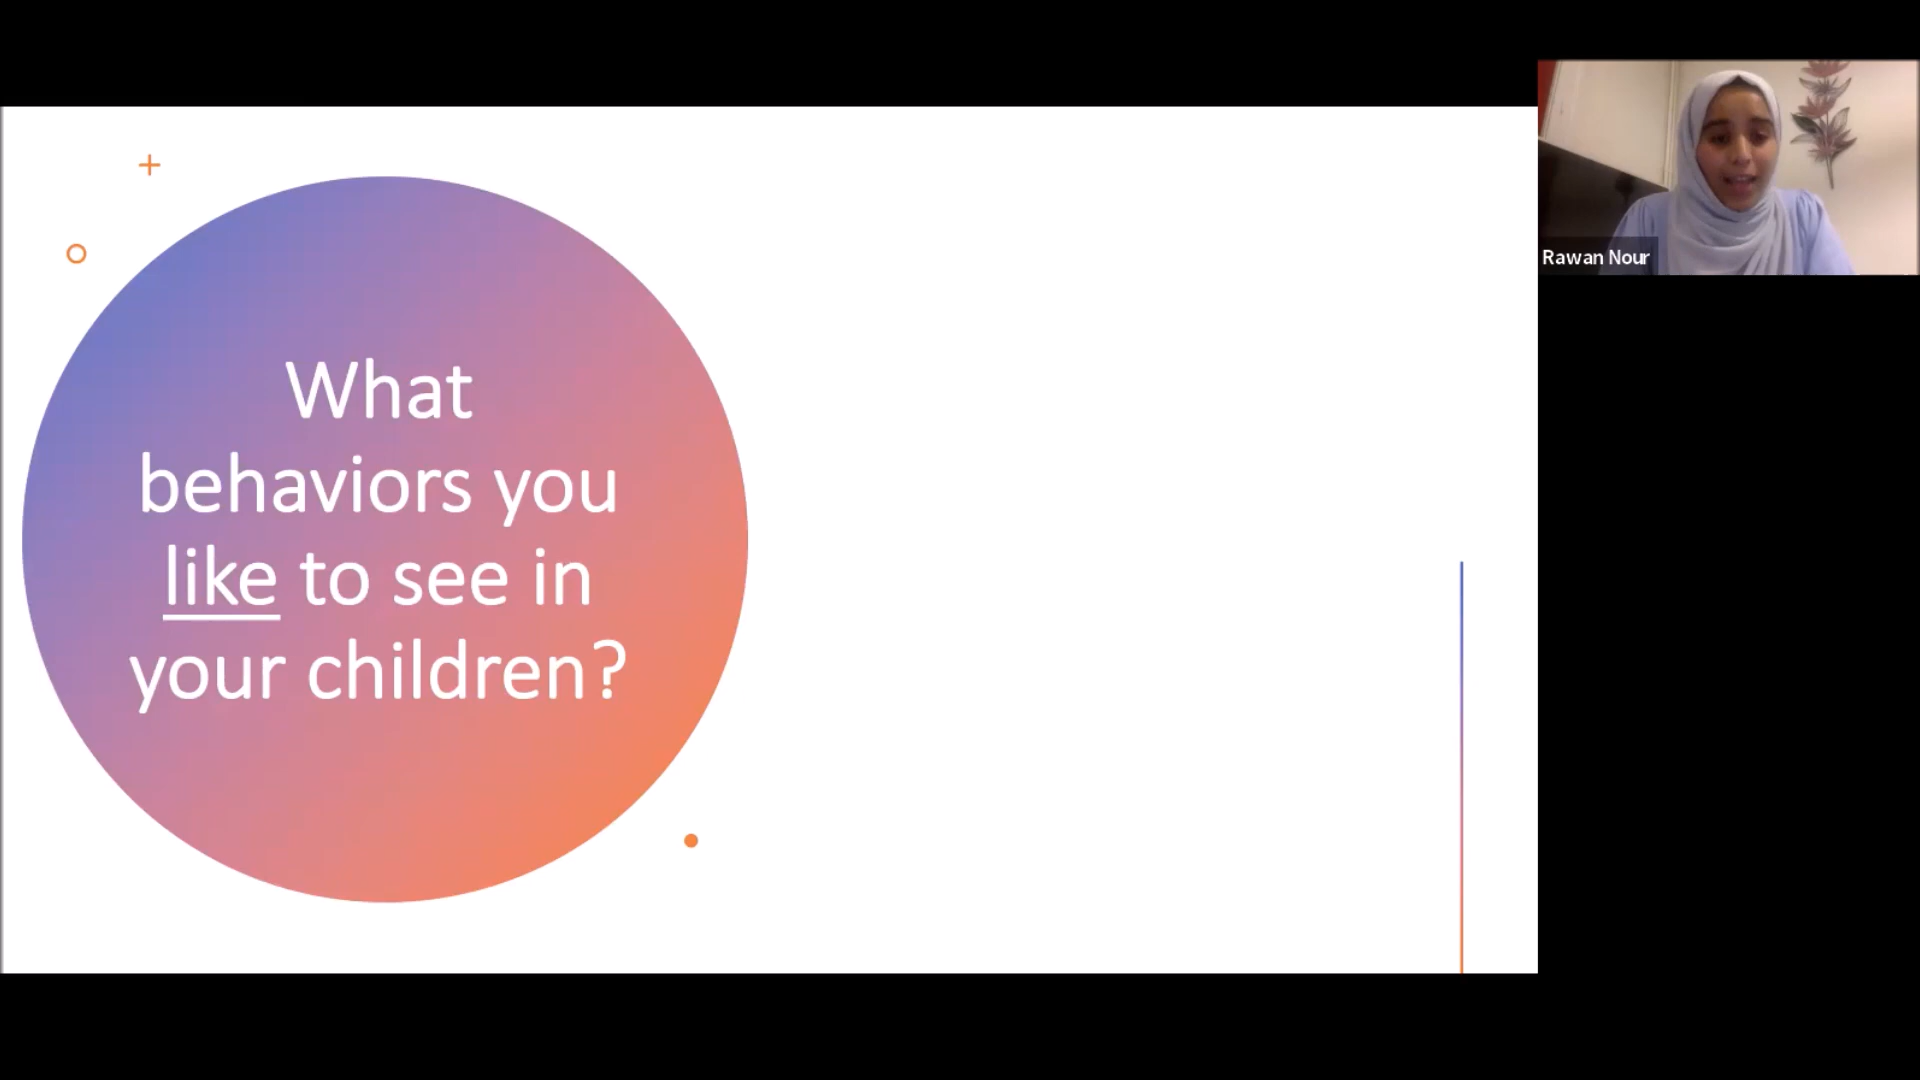 What
behaviors you
like to see in
your children?
Rawan Nour